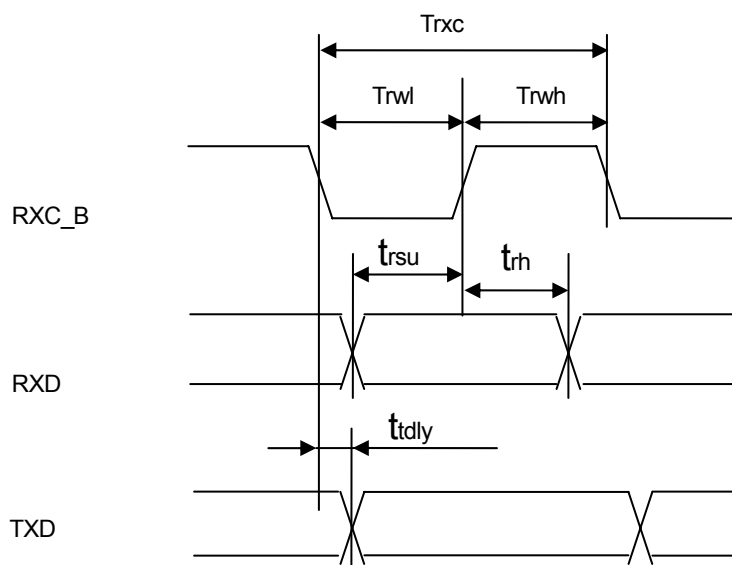 Trxc
Trwl Trwh
RXC_B
trsu trh
RXD
ttdly
TXD